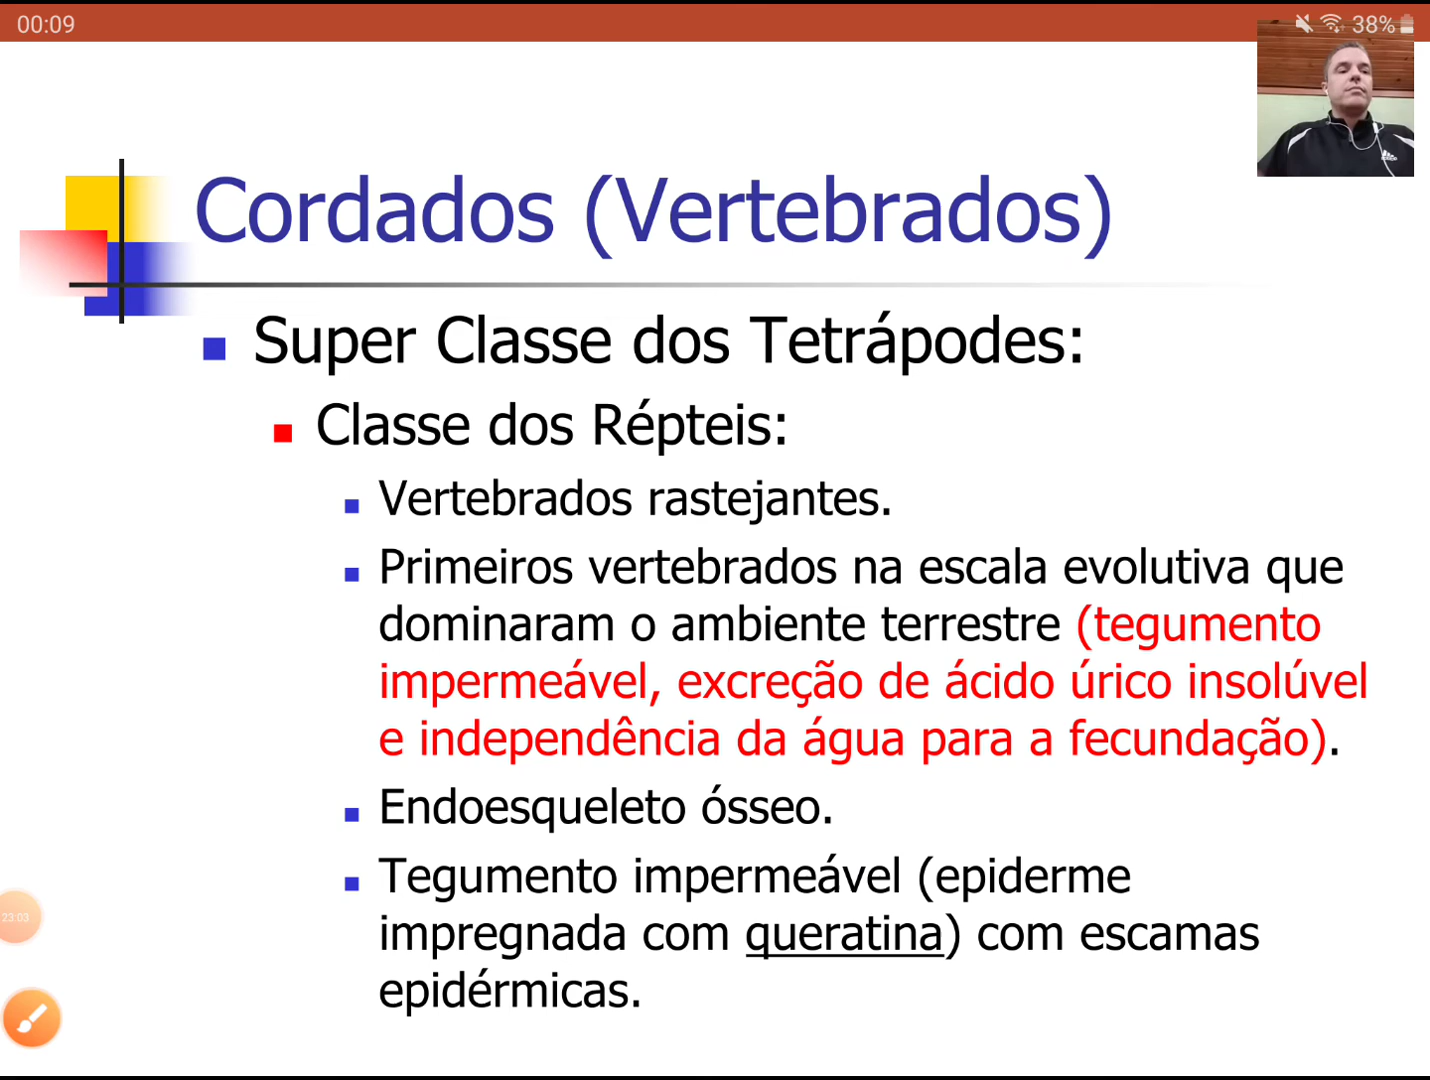 00:09
38%
Cordados (Vertebrados)
Super Classe dos Tetrápodes:
Classe dos Répteis:
Vertebrados rastejantes.
Primeiros vertebrados na escala evolutiva que
dominaram o ambiente terrestre (tegumento
impermeável, excreção de ácido úrico insolúvel
e independência da água para a fecundação).
Endoesqueleto ósseo.
Tegumento impermeável (epiderme
impregnada com queratina) com escamas
epidérmicas.
23:03